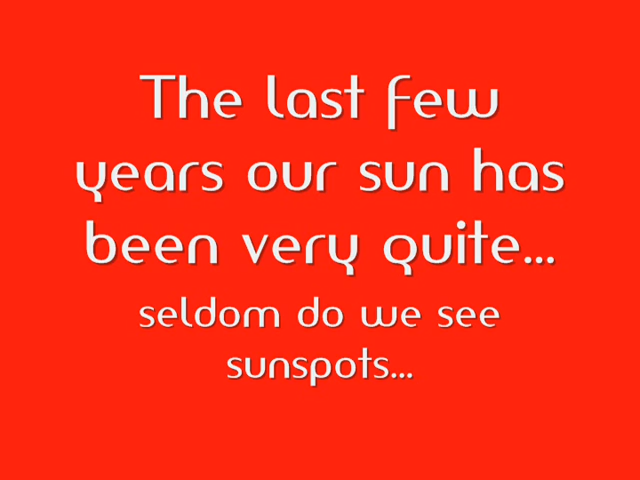 The last few
years our sun has
been very quite...
seldom do we see
sunspots...